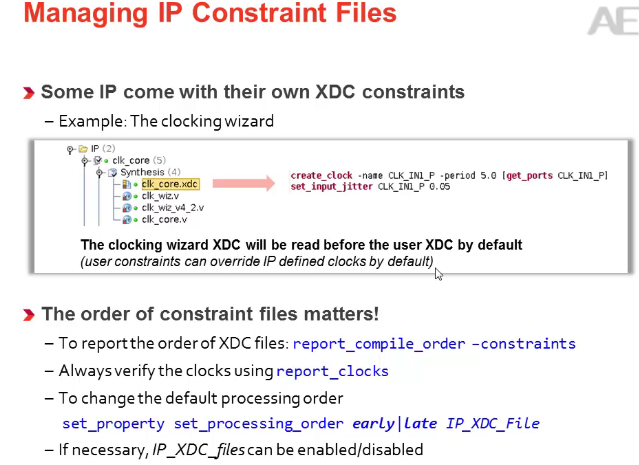 Managing IP Constraint Files
AE
Some IP come with their own XDC constraints
– Example: The clocking wizard
IP (2)
clk_core (5)
Synthesis (4)
clk_core.xdc
clk_wiz.v
clk_wiz_v4_2.v
clk_core.v
create_clock -name CLK_IN1_P -period 5.0 [get_ports CLK_IN1_P]
set_input_jitter CLK_IN1_P 0.05
The clocking wizard XDC will be read before the user XDC by default
(user constraints can override IP defined clocks by default)
The order of constraint files matters!
– To report the order of XDC files: report_compile_order –constraints
– Always verify the clocks using report_clocks
– To change the default processing order
set_property set_processing_order early|late IP_XDC_File
– If necessary, IP_XDC_files can be enabled/disabled